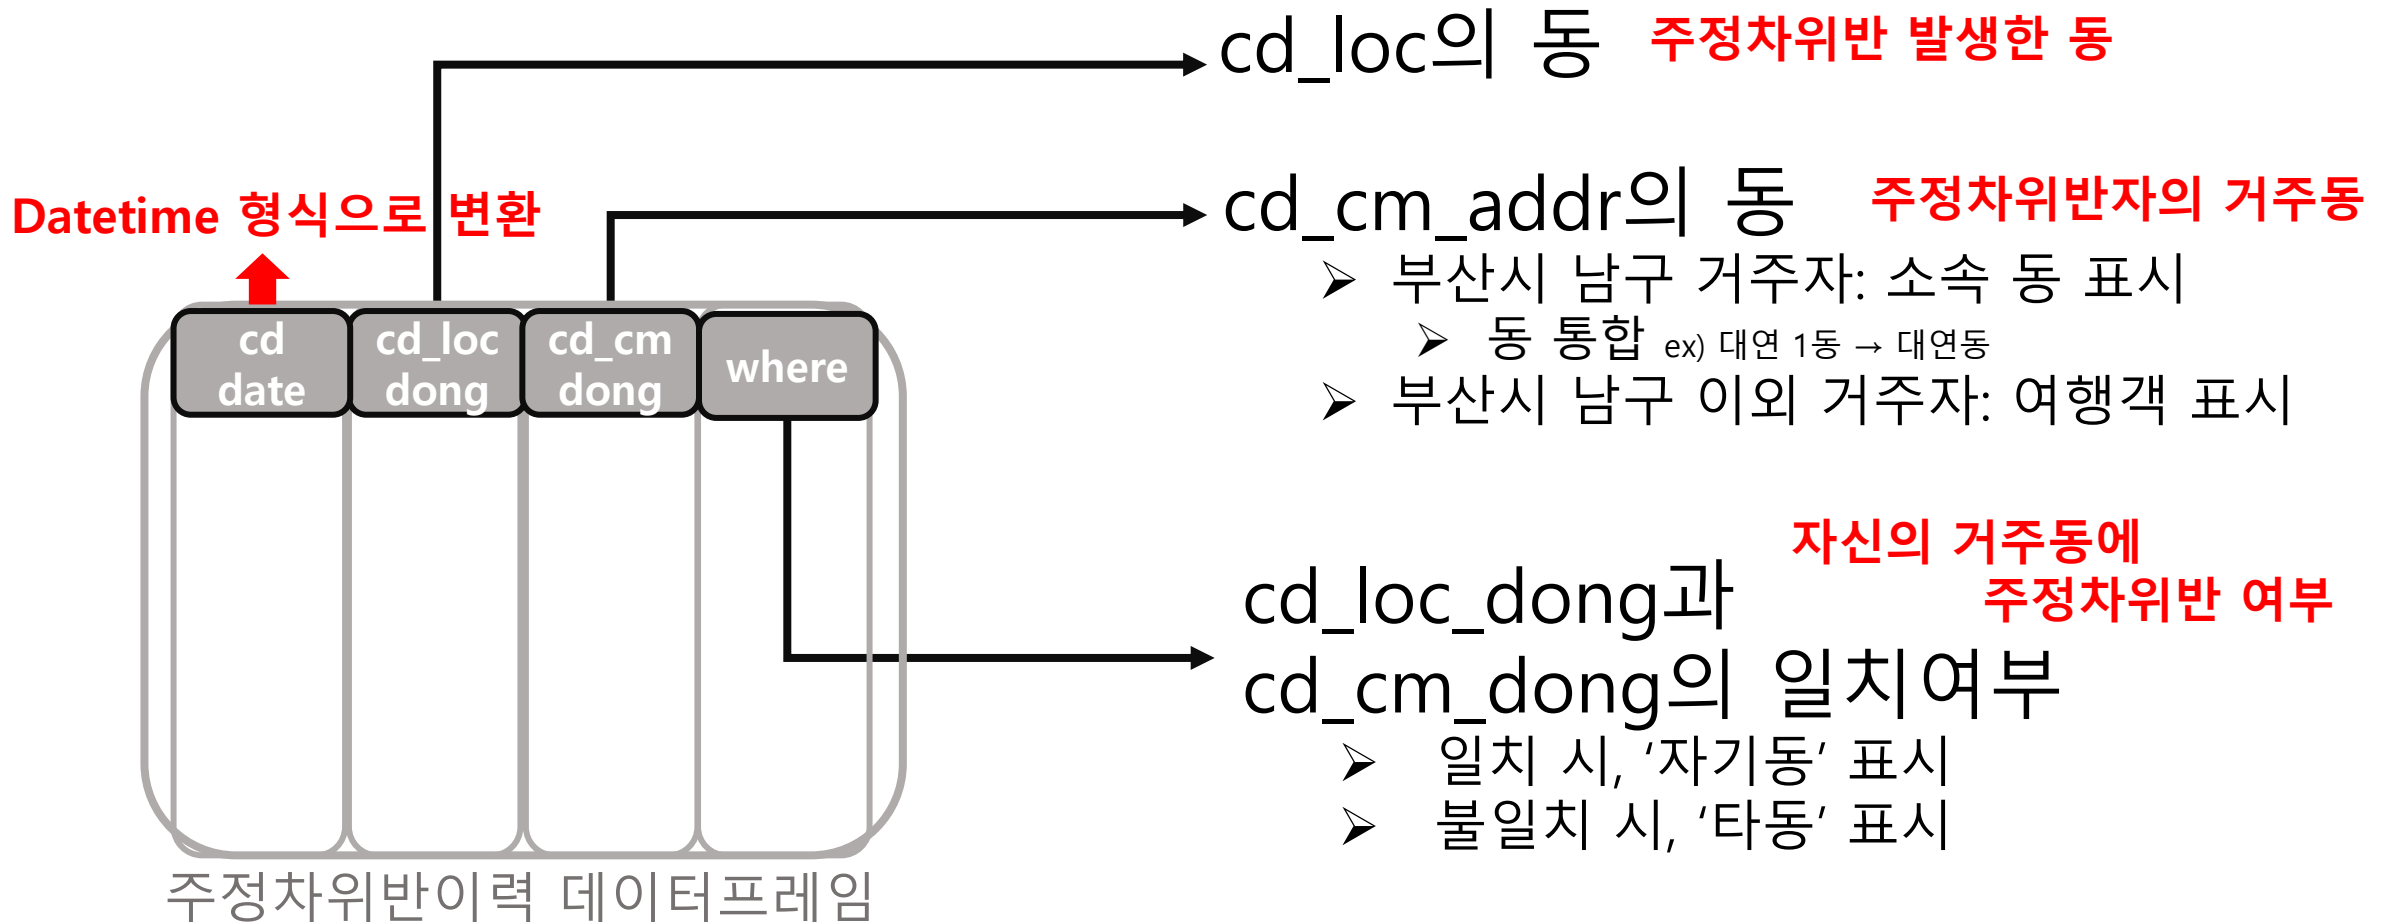 cd_loc의 동 주정차위반 발생한 동
Datetime 형식으로 변환
cd_cm_addr의 동 주정차위반자의 거주동
부산시 남구 거주자: 소속 동 표시
동 통합 ex) 대연 1동 → 대연동
부산시 남구 이외 거주자: 여행객 표시
cd
date
cd_loc
dong
cd_cm
dong
where
자신의 거주동에
주정차위반 여부
cd_loc_dong과
cd_cm_dong의 일치여부
일치 시, ‘자기동’ 표시
불일치 시, ‘타동’ 표시
주정차위반이력 데이터프레임